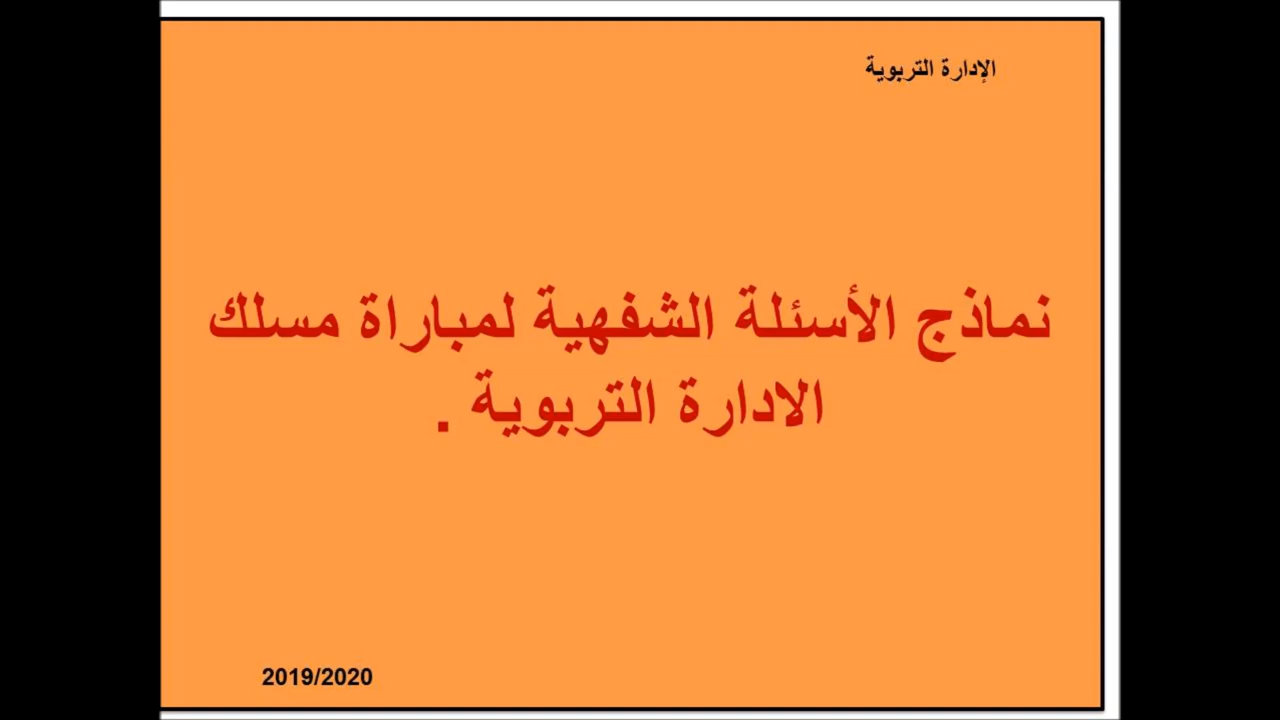 الإدارة التربوية
نماذج الأسئلة الشفهية لمباراة مسلك
الادارة التربوية .
2019/2020